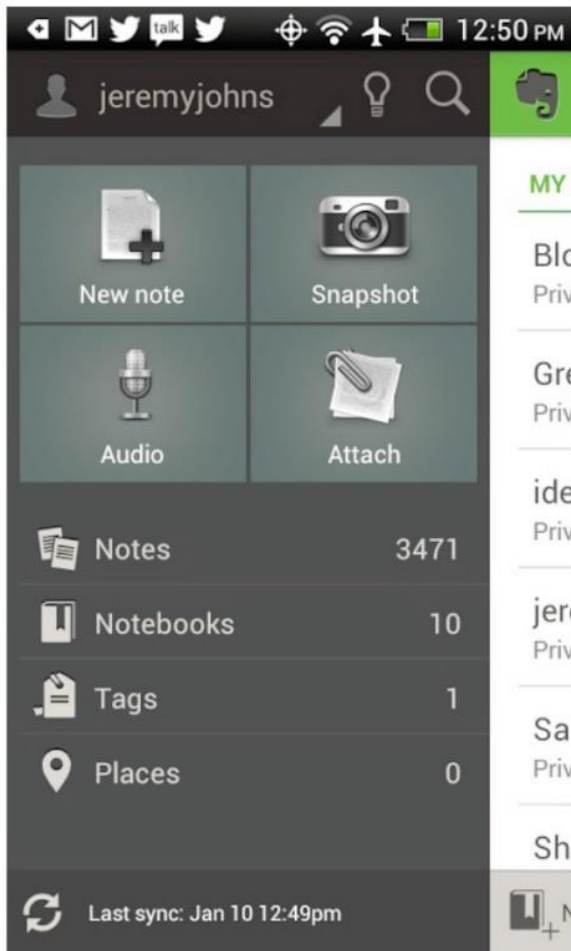 talk
12:50 PM
jeremyjohns
New note
Snapshot
Audio
Attach
Notes 3471
Notebooks 10
Tags 1
Places 0
Last sync: Jan 10 12:49pm
MY
Blo
Priv
Gre
Priv
ide
Priv
jer
Priv
Sa
Priv
Sh
N